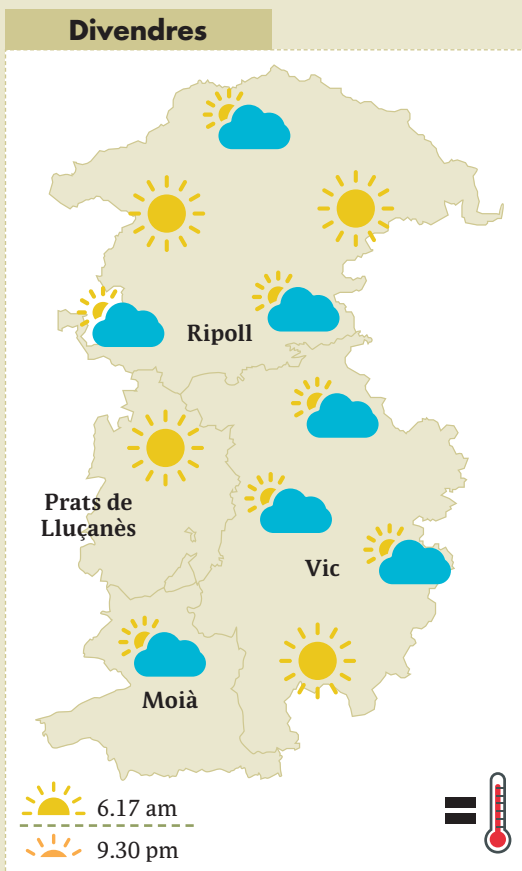 Divendres
Ripoll
Prats de
Lluçanès
Vic
Moià
6.17 am
9.30 pm
=